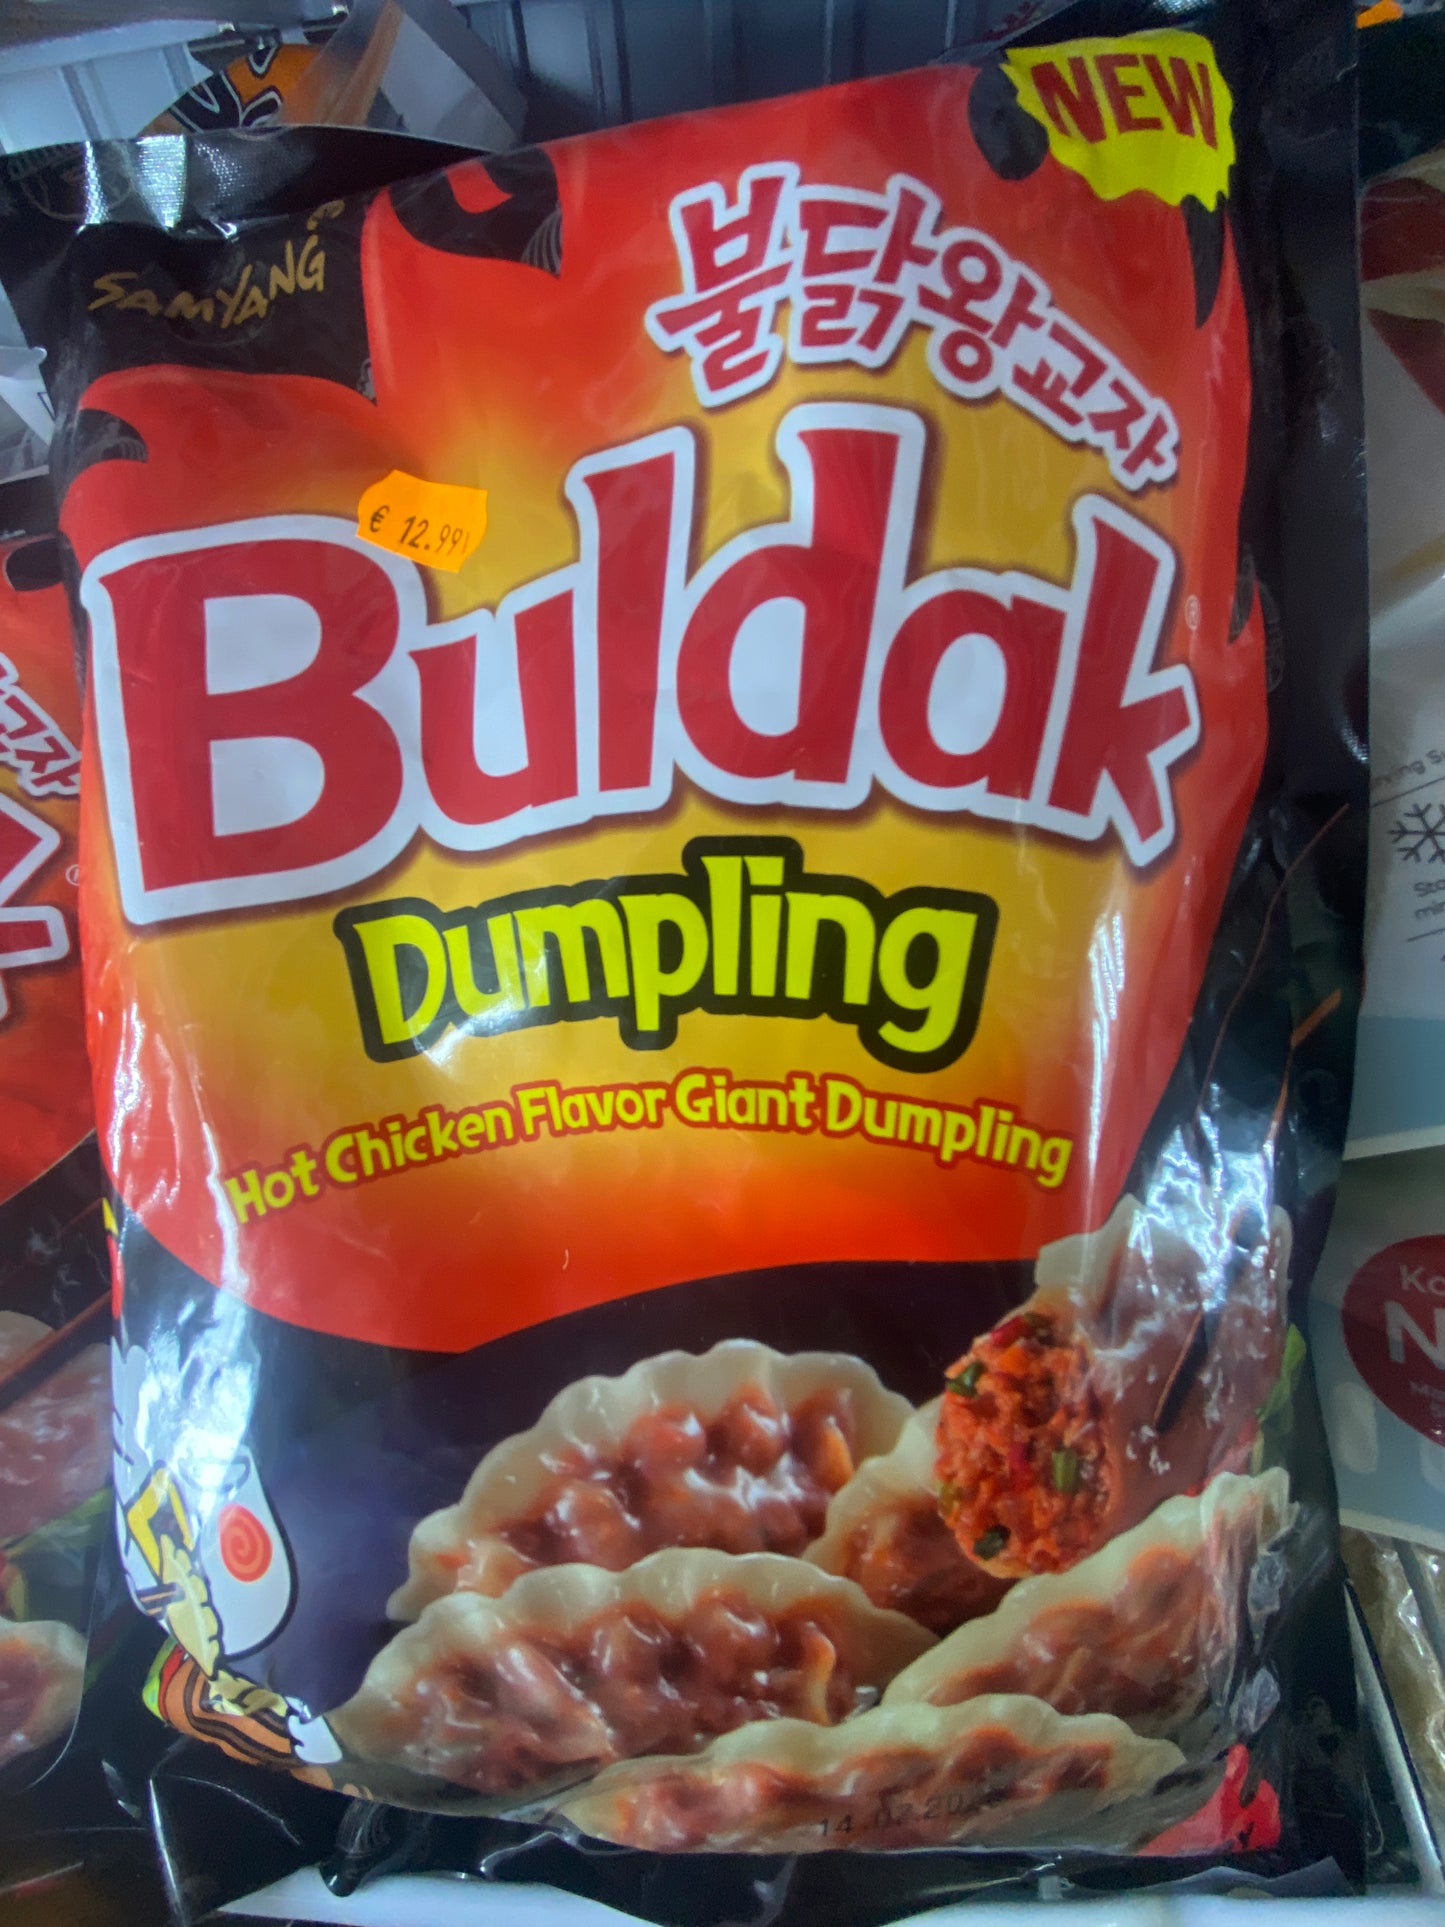 NEW
SAMYANG
불닭왕교자
€ 12.99
Buldak
®
Dumpling
Hot Chicken Flavor Giant Dumpling